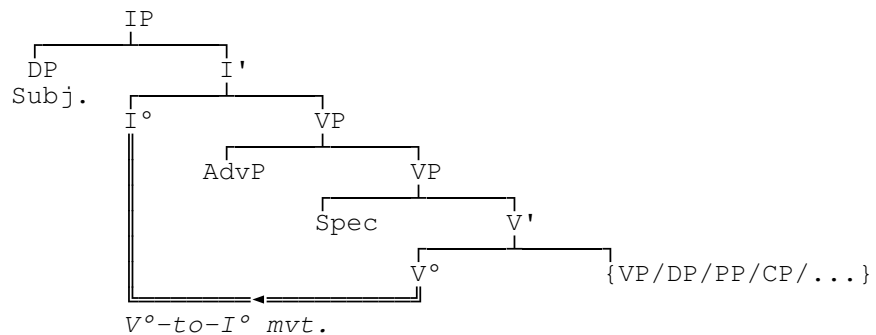 IP
DP I'
Subj.
I° VP
AdvP VP
Spec V'
V° {VP/DP/PP/CP/...}
V°-to-I° mvt.